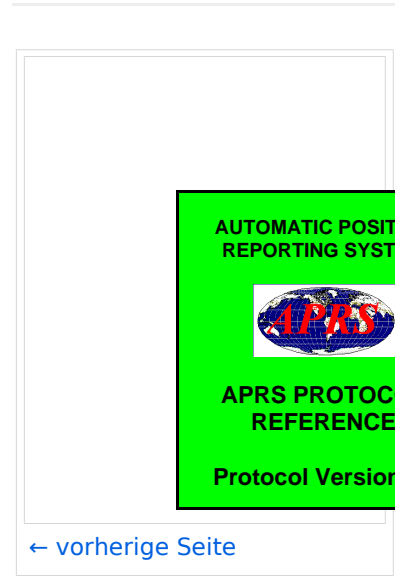 AUTOMATIC POSIT
REPORTING SYST
APRS
APRS PROTOC
REFERENCE
Protocol Version
← vorherige Seite